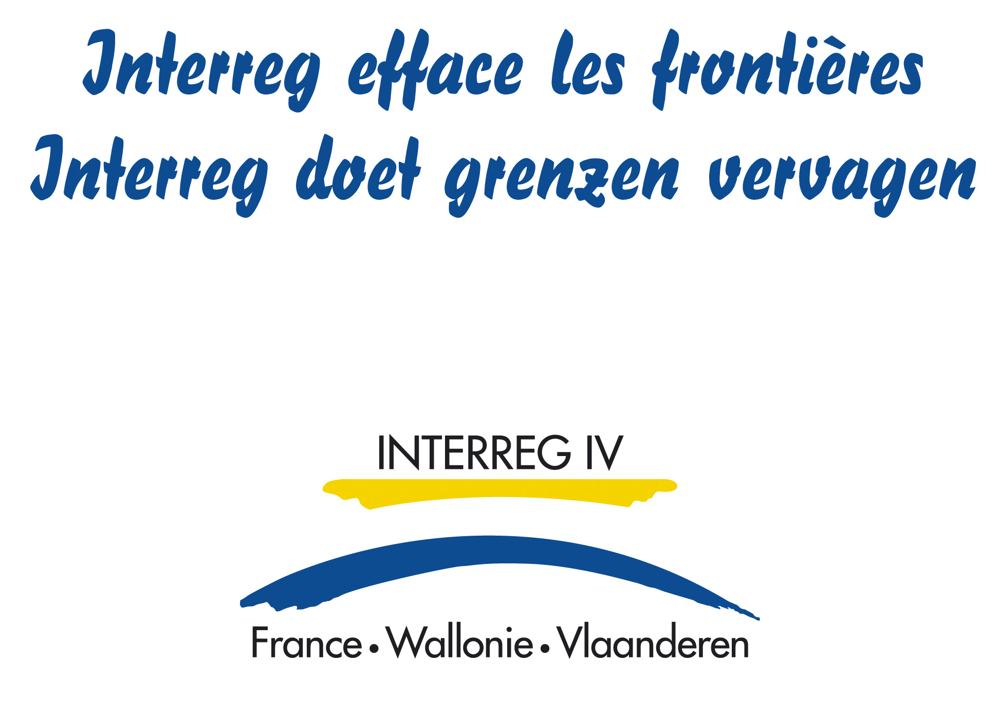 Interreg efface les frontières
Interreg doet grenzen vervagen
INTERREG IV
France • Wallonie • Vlaanderen